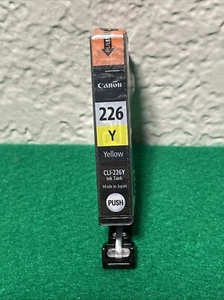 Canon
226
Y
Yellow
CLI-226Y
Ink Tank
Made in Japan
PUSH